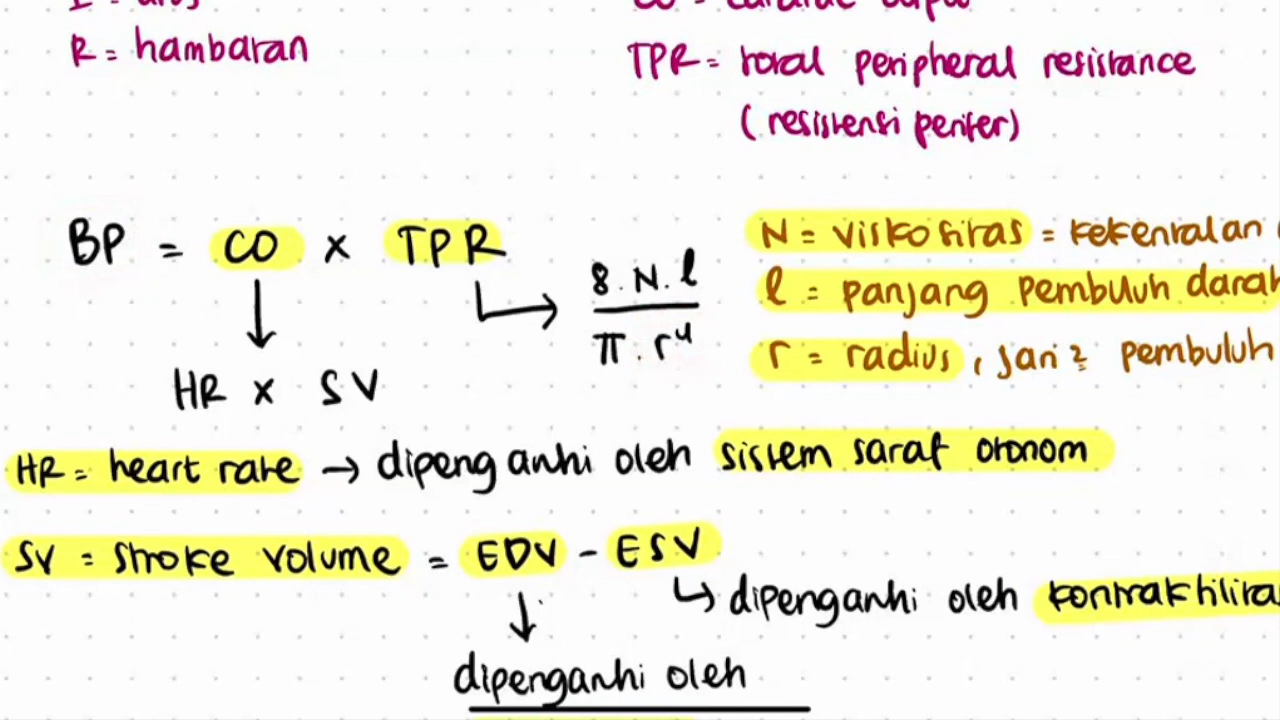 R = hambatan
TPR = total peripheral resistance
(resistensi perifer)
BP = CO x TPR
8.N.l
π.r⁴
HR x SV
N = viskositas = kekentalan
l = panjang pembuluh darah
r = radius, jari² pembuluh
HR = heart rate → dipengaruhi oleh sistem saraf otonom
SV = stroke volume = EDV - ESV
↳ dipengaruhi oleh kontraktilita
dipengaruhi oleh